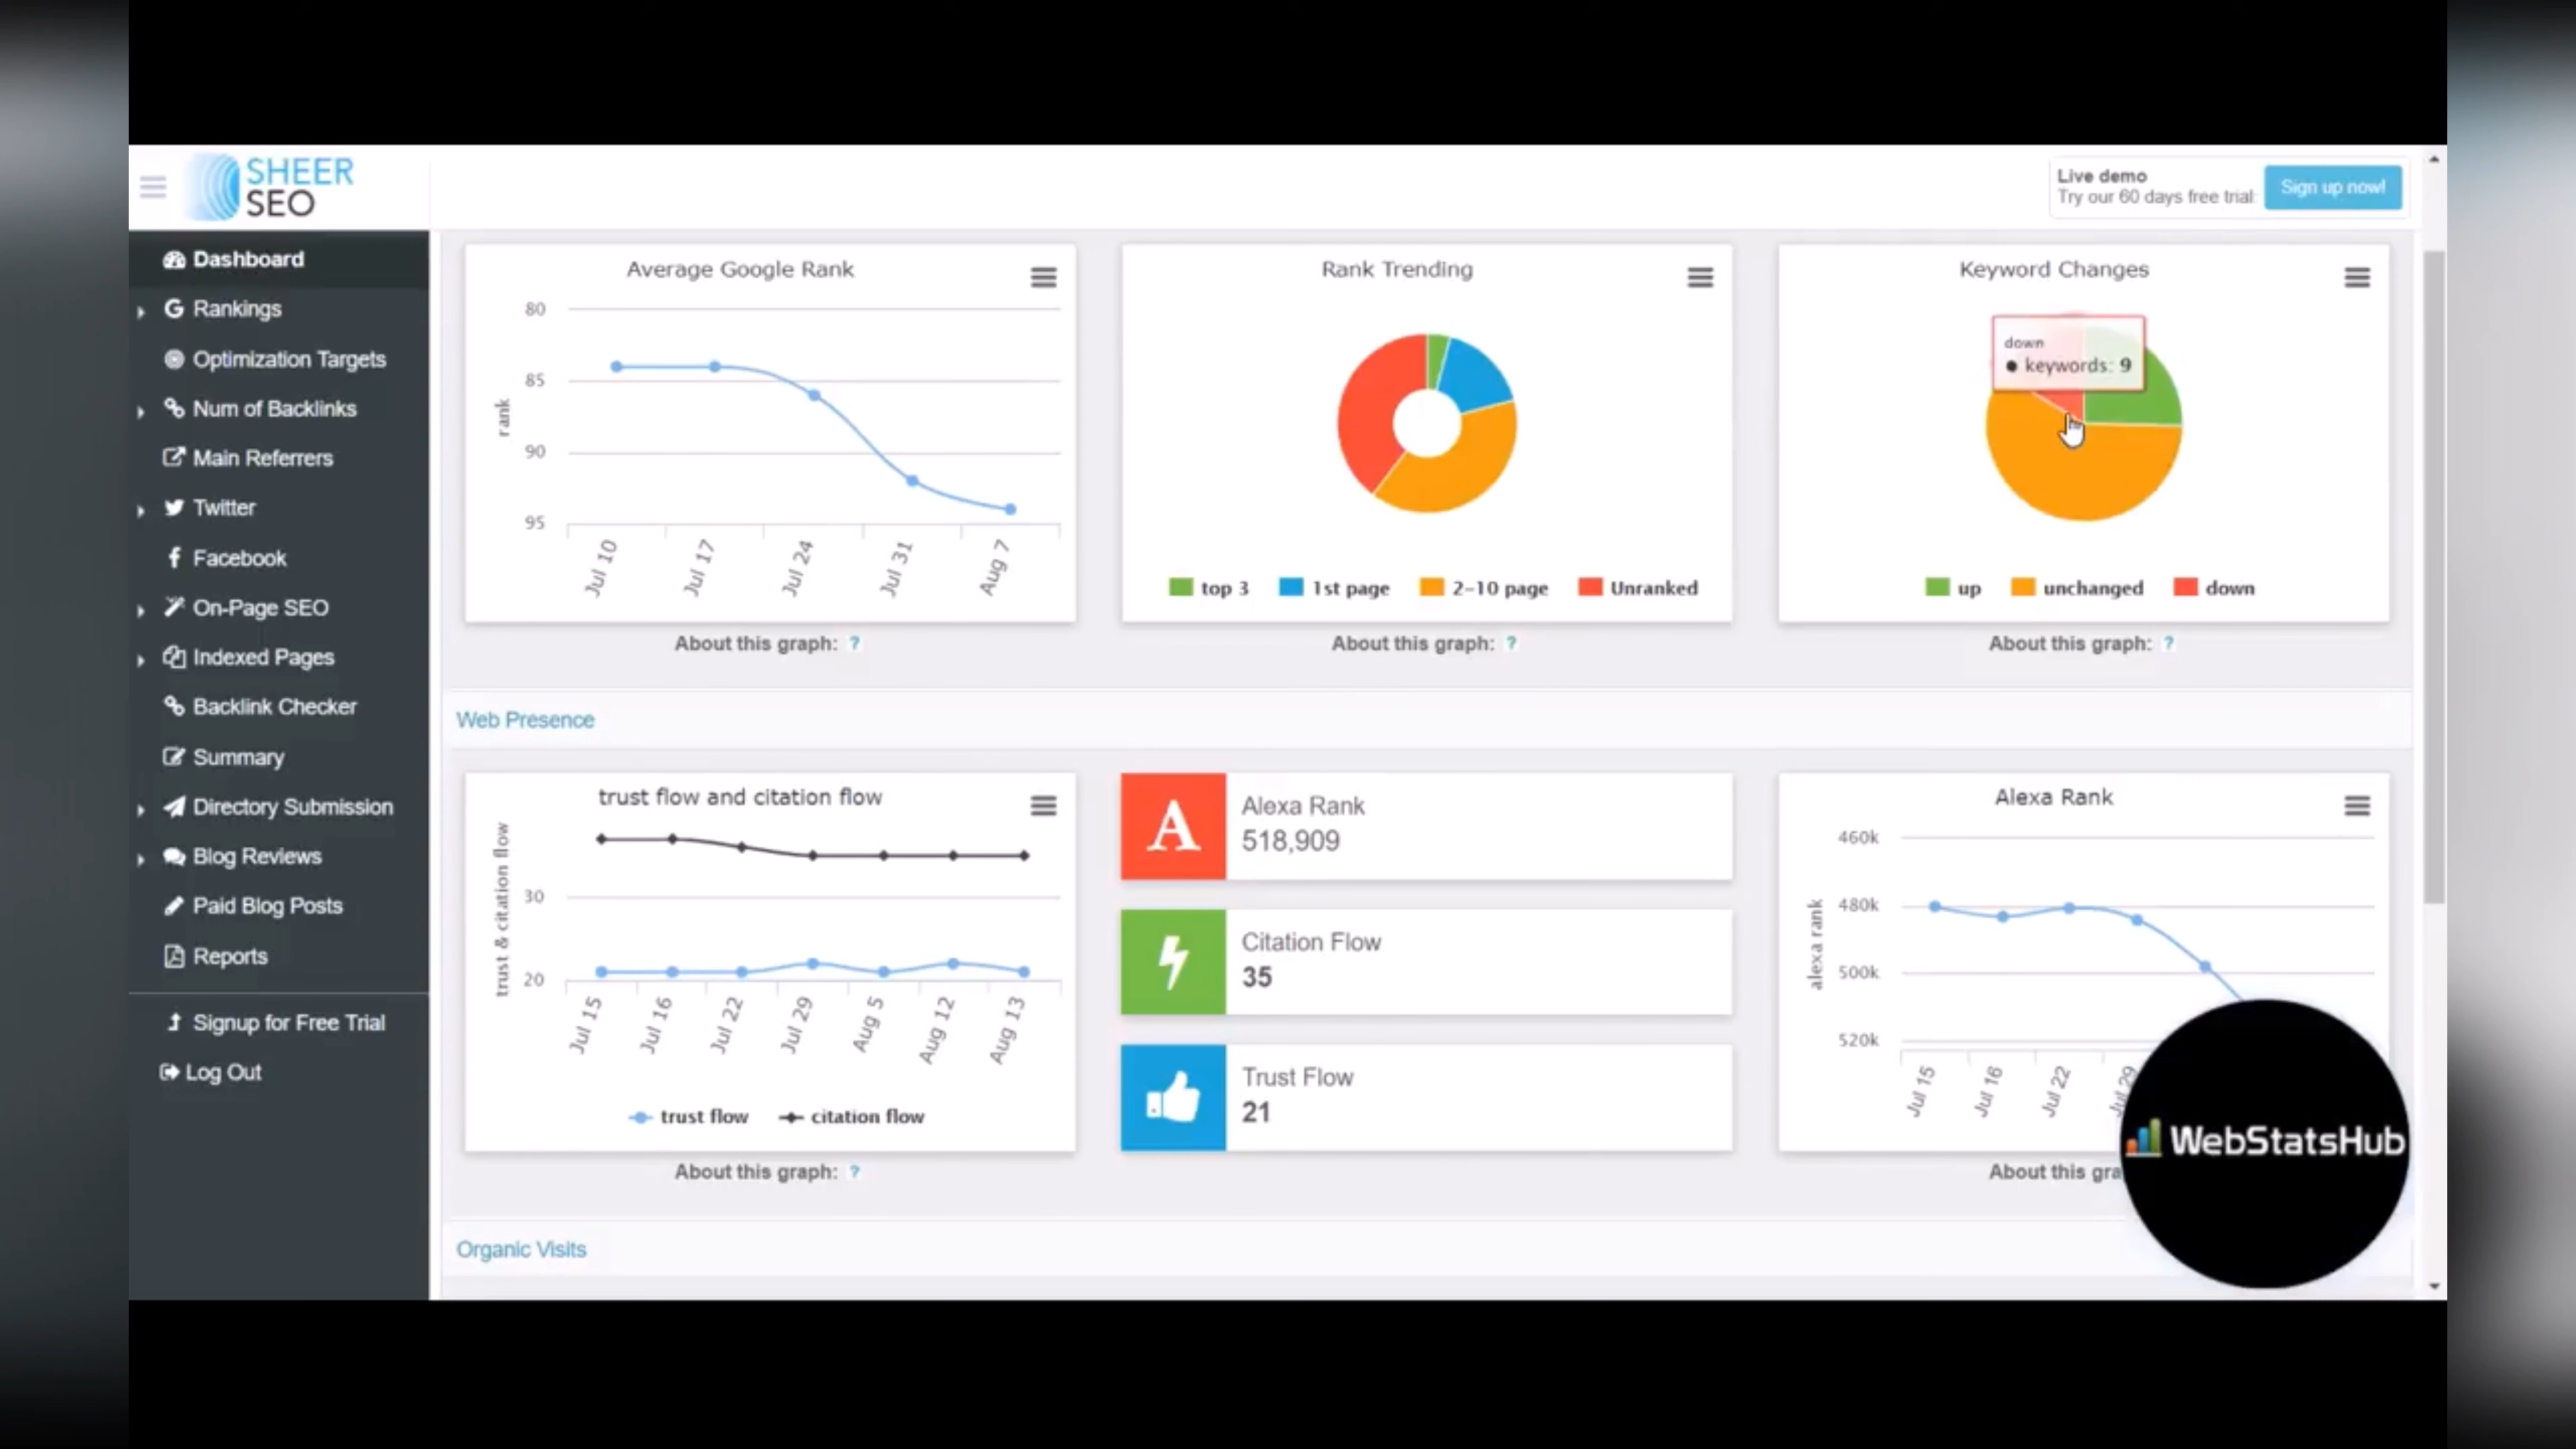 SHEER
SEO
Live demo
Try our 60 days free trial:
Sign up now!
Dashboard
Rankings
Optimization Targets
Num of Backlinks
Main Referrers
Twitter
Facebook
On-Page SEO
Indexed Pages
Backlink Checker
Summary
Directory Submission
Blog Reviews
Paid Blog Posts
Reports
Signup for Free Trial
Log Out
Average Google Rank
rank
80
85
90
95
Jul 10
Jul 17
Jul 24
Jul 31
Aug 7
About this graph: ?
Rank Trending
top 3
1st page
2-10 page
Unranked
About this graph: ?
Keyword Changes
down
keywords: 9
up
unchanged
down
About this graph: ?
Web Presence
trust flow and citation flow
trust & citation flow
30
20
Jul 15
Jul 16
Jul 22
Jul 29
Aug 5
Aug 12
Aug 13
trust flow
citation flow
About this graph: ?
A
Alexa Rank
518,909
Citation Flow
35
Trust Flow
21
Alexa Rank
alexa rank
460k
480k
500k
520k
Jul 15
Jul 16
Jul 22
Jul 29
About this gra
WebStatsHub
Organic Visits